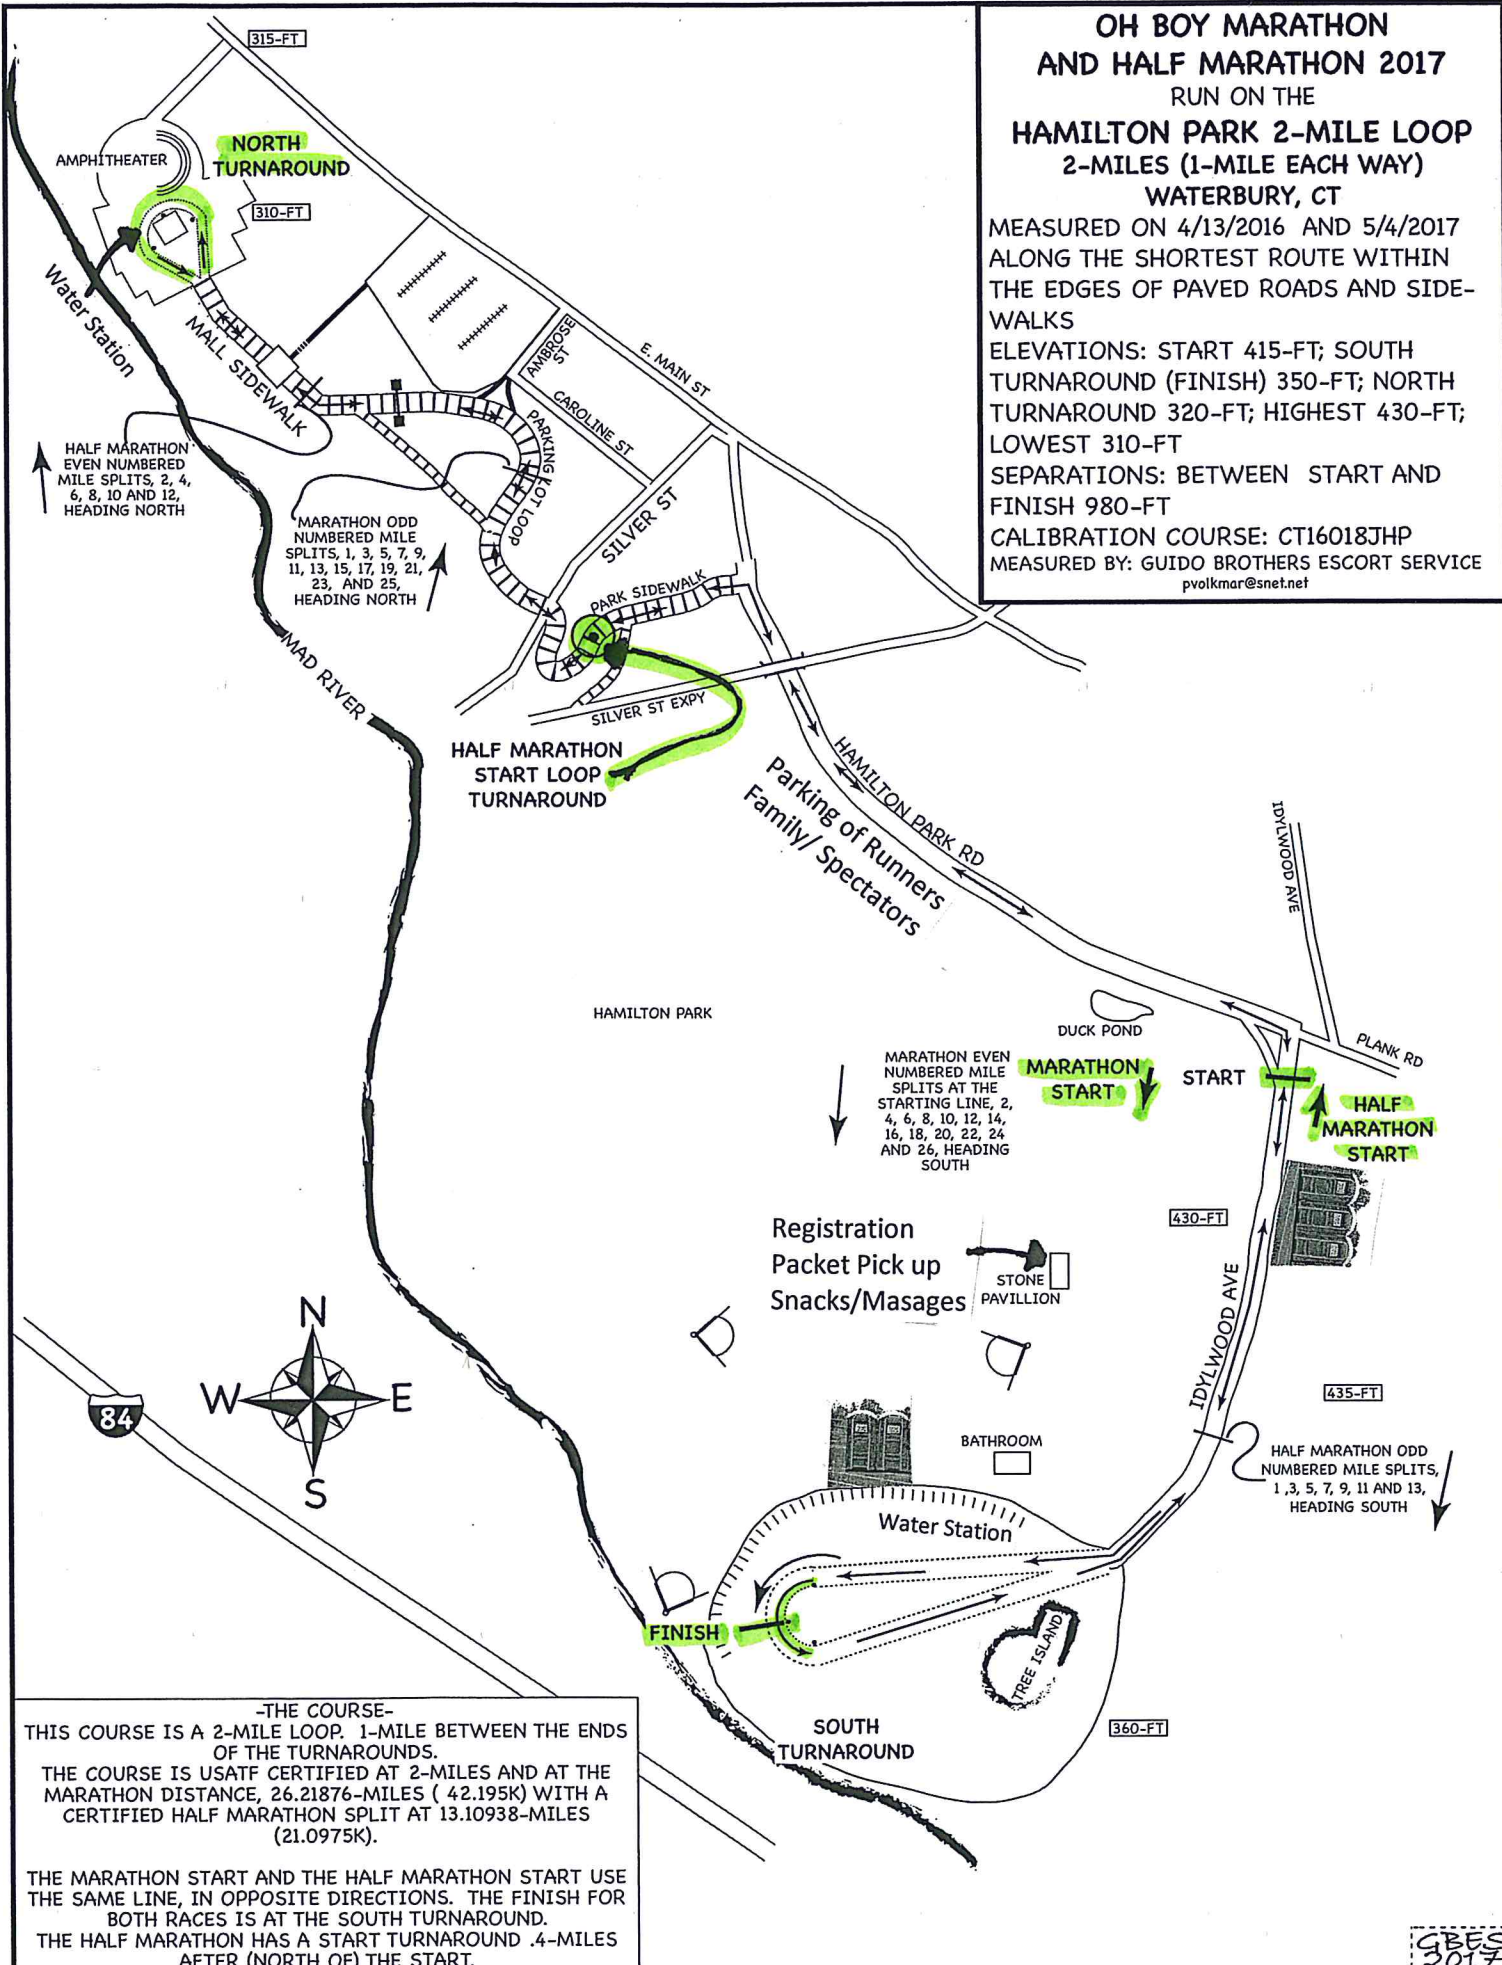 OH BOY MARATHON
AND HALF MARATHON 2017
RUN ON THE
HAMILTON PARK 2-MILE LOOP
2-MILES (1-MILE EACH WAY)
WATERBURY, CT
MEASURED ON 4/13/2016 AND 5/4/2017
ALONG THE SHORTEST ROUTE WITHIN
THE EDGES OF PAVED ROADS AND SIDE-
WALKS
ELEVATIONS: START 415-FT; SOUTH
TURNAROUND (FINISH) 350-FT; NORTH
TURNAROUND 320-FT; HIGHEST 430-FT;
LOWEST 310-FT
SEPARATIONS: BETWEEN START AND
FINISH 980-FT
CALIBRATION COURSE: CT16018JHP
MEASURED BY: GUIDO BROTHERS ESCORT SERVICE
pvolkmar@snet.net
315-FT
NORTH
TURNAROUND
AMPHITHEATER
310-FT
Water Station
MALL SIDEWALK
E. MAIN ST
AMBROSE
ST
CAROLINE ST
PARKING LOT LOOP
SILVER ST
HALF MARATHON
EVEN NUMBERED
MILE SPLITS, 2, 4,
6, 8, 10 AND 12,
HEADING NORTH
MARATHON ODD
NUMBERED MILE
SPLITS, 1, 3, 5, 7, 9,
11, 13, 15, 17, 19, 21,
23, AND 25,
HEADING NORTH
PARK SIDEWALK
MAD RIVER
SILVER ST EXPY
HALF MARATHON
START LOOP
TURNAROUND
HAMILTON PARK RD
Parking of Runners
Family/ Spectators
IDYLWOOD AVE
HAMILTON PARK
DUCK POND
PLANK RD
MARATHON EVEN
NUMBERED MILE
SPLITS AT THE
STARTING LINE, 2,
4, 6, 8, 10, 12, 14,
16, 18, 20, 22, 24
AND 26, HEADING
SOUTH
MARATHON
START
START
HALF
MARATHON
START
430-FT
Registration
Packet Pick up
Snacks/Masages
STONE
PAVILLION
IDYLWOOD AVE
N
W
E
S
84
435-FT
BATHROOM
HALF MARATHON ODD
NUMBERED MILE SPLITS,
1 ,3, 5, 7, 9, 11 AND 13,
HEADING SOUTH
Water Station
FINISH
TREE ISLAND
SOUTH
TURNAROUND
360-FT
-THE COURSE-
THIS COURSE IS A 2-MILE LOOP. 1-MILE BETWEEN THE ENDS
OF THE TURNAROUNDS.
THE COURSE IS USATF CERTIFIED AT 2-MILES AND AT THE
MARATHON DISTANCE, 26.21876-MILES ( 42.195K) WITH A
CERTIFIED HALF MARATHON SPLIT AT 13.10938-MILES
(21.0975K).
THE MARATHON START AND THE HALF MARATHON START USE
THE SAME LINE, IN OPPOSITE DIRECTIONS. THE FINISH FOR
BOTH RACES IS AT THE SOUTH TURNAROUND.
THE HALF MARATHON HAS A START TURNAROUND .4-MILES
AFTER (NORTH OF) THE START.
GBES
2017